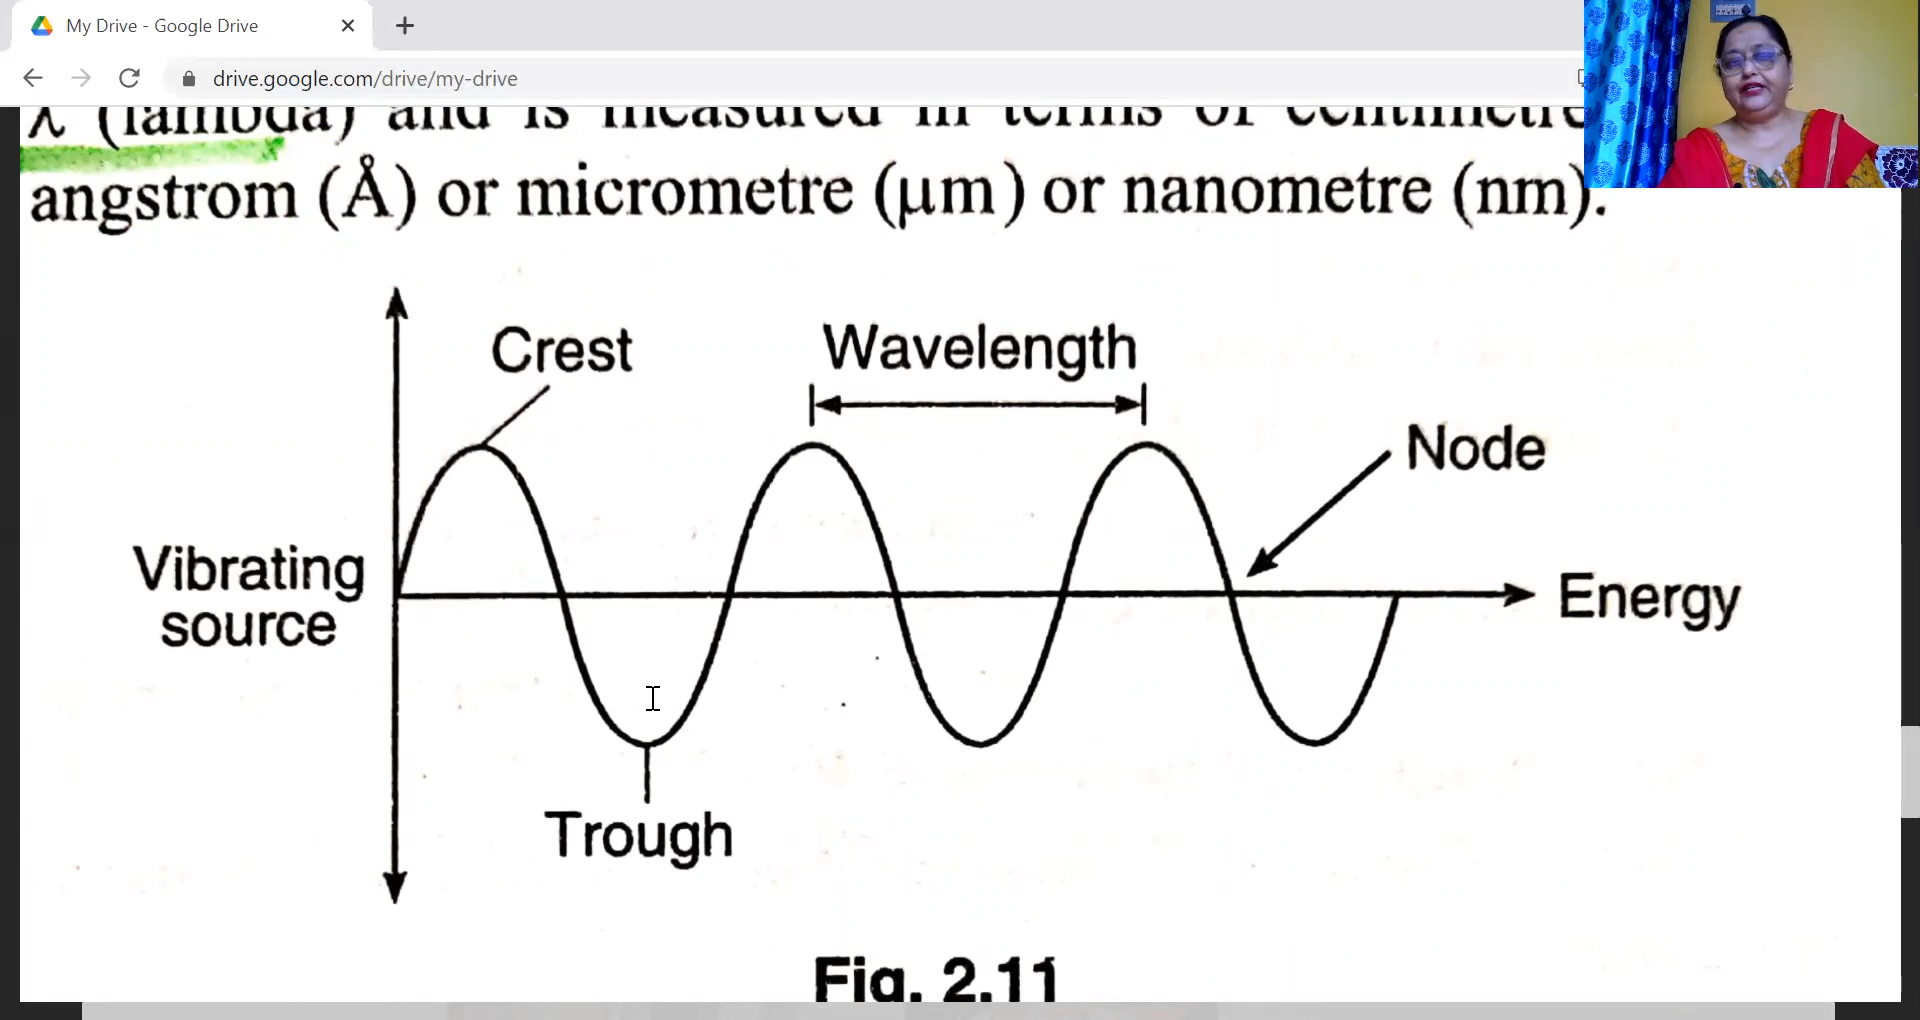 My Drive - Google Drive
drive.google.com/drive/my-drive
λ (lambda) and is measured in terms of centimetre
angstrom (Å) or micrometre (μm) or nanometre (nm).
Crest
Wavelength
Node
Vibrating
source
Energy
Trough
Fig. 2.11